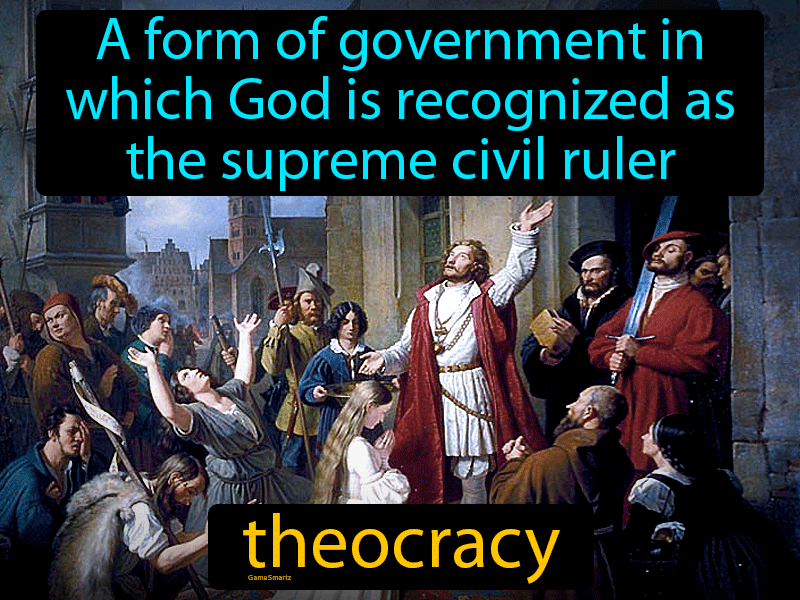 A form of government in
which God is recognized as
the supreme civil ruler
theocracy
GameSmartz